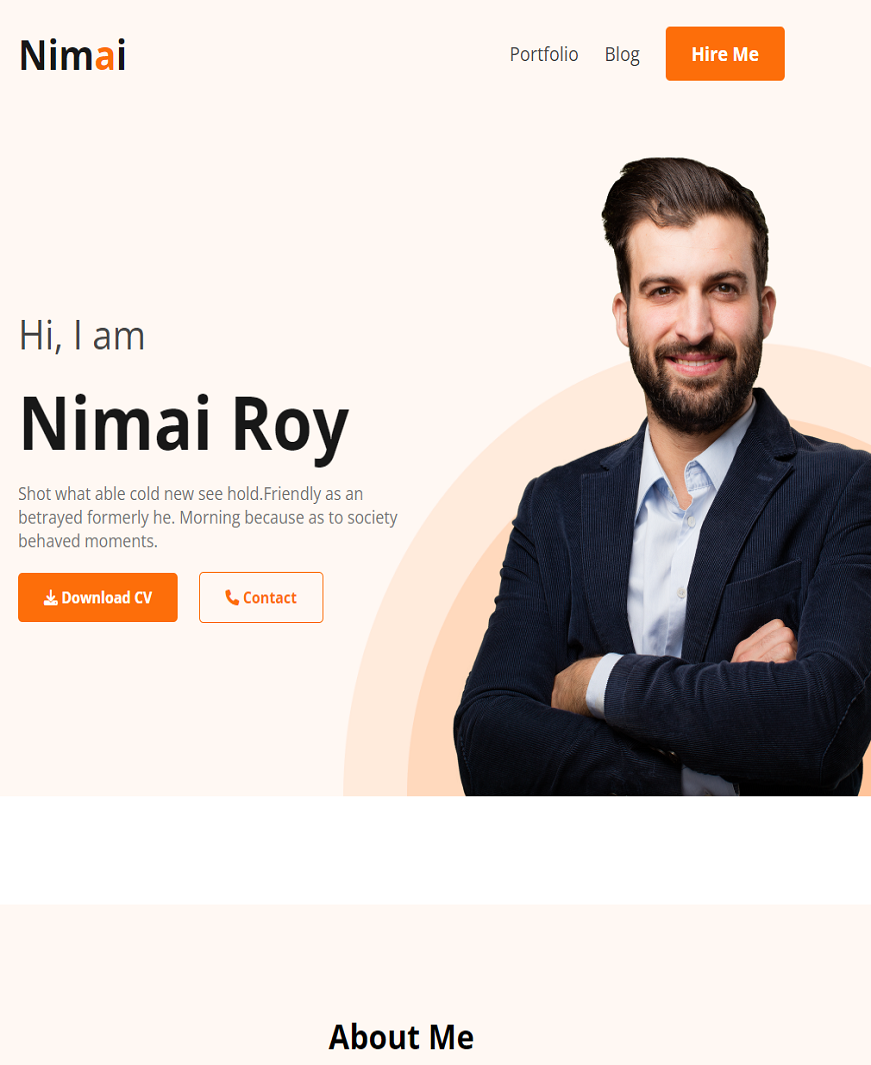 Nimai
Portfolio
Blog
Hire Me
Hi, I am
Nimai Roy
Shot what able cold new see hold.Friendly as an
betrayed formerly he. Morning because as to society
behaved moments.
Download CV
Contact
About Me